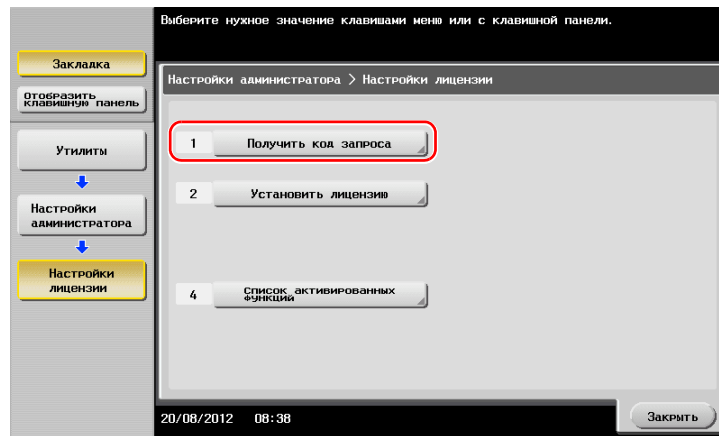 Выберите нужное значение клавишами меню или с клавишной панели.
Закладка
Отобразить
клавишную панель
Настройки администратора > Настройки лицензии
1 Получить код запроса
Утилиты
2 Установить лицензию
Настройки
администратора
Настройки
лицензии
4 Список активированных
функций
20/08/2012 08:38
Закрыть